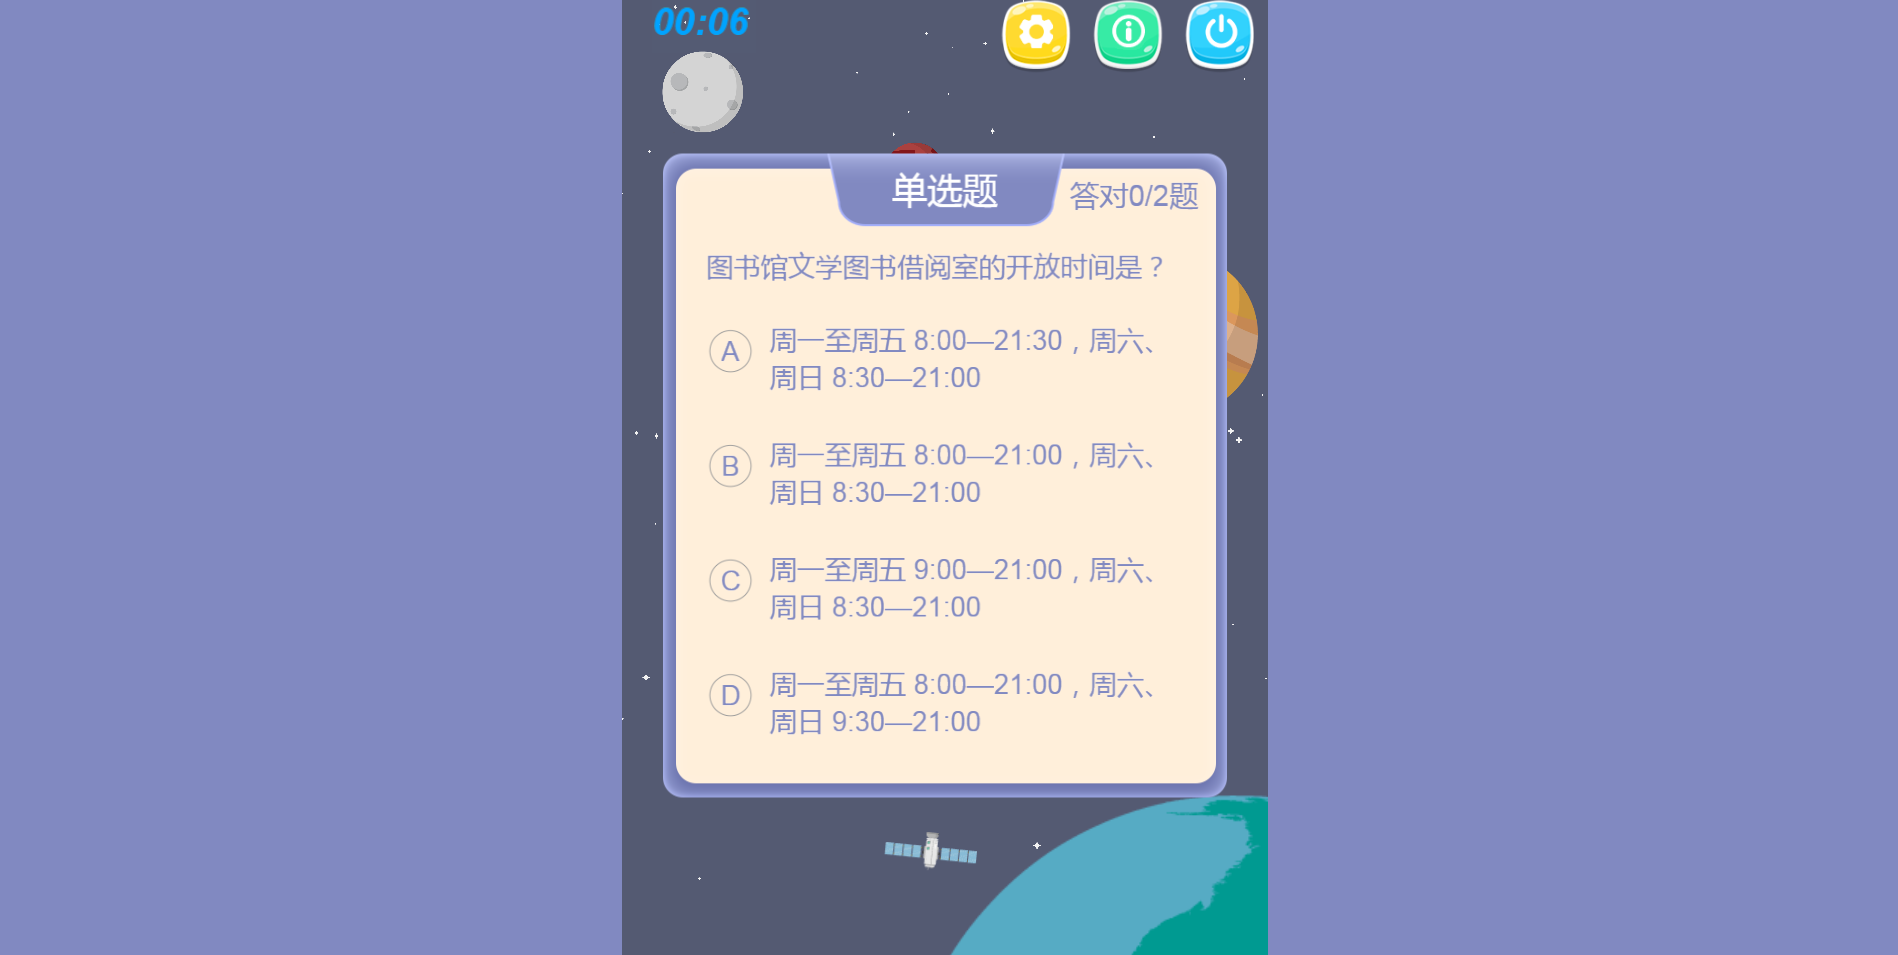 00:06
单选题
答对0/2题
图书馆文学图书借阅室的开放时间是？
A 周一至周五 8:00—21:30，周六、
周日 8:30—21:00
B 周一至周五 8:00—21:00，周六、
周日 8:30—21:00
C 周一至周五 9:00—21:00，周六、
周日 8:30—21:00
D 周一至周五 8:00—21:00，周六、
周日 9:30—21:00